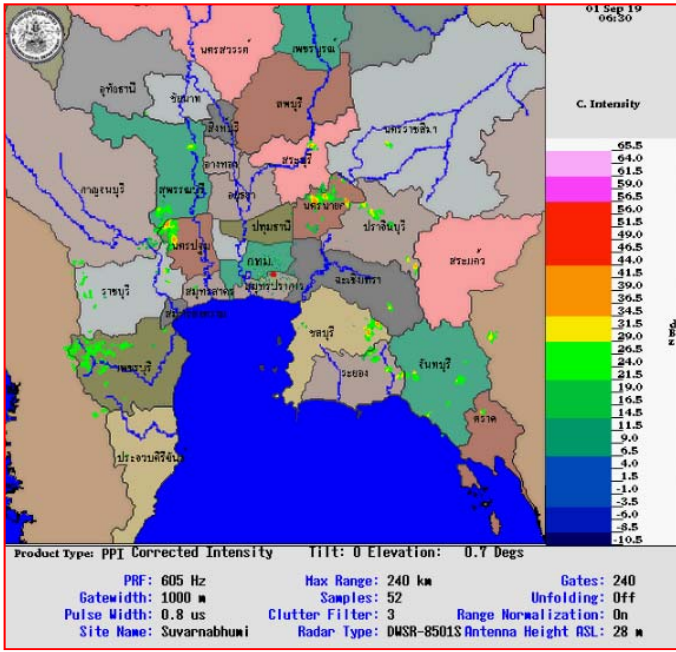 01 Sep 19
06:30
C. Intensity
65.5
64.0
61.5
59.0
56.5
56.0
54.0
51.5
49.0
46.5
44.0
41.5
39.0
36.5
34.0
31.5
29.0
26.5
24.0
21.5
19.0
16.5
14.0
11.5
9.0
6.5
4.0
1.5
-1.0
-3.5
-6.0
-8.5
-10.5
นครสวรรค์
เพชรบูรณ์
อุทัยธานี
ชัยนาท
ลพบุรี
สิงห์บุรี
นครราชสีมา
อ่างทอง
สระบุรี
กาญจนบุรี
สุพรรณบุรี
อยุธยา
นครนายก
ปทุมธานี
ปราจีนบุรี
นครปฐม
กทม.
สระแก้ว
ราชบุรี
สมุทรสาคร
สมุทรปราการ
ฉะเชิงเทรา
สมุทรสงคราม
ชลบุรี
เพชรบุรี
ระยอง
จันทบุรี
ตราด
ประจวบคีรีขันธ์
Product Type: PPI Corrected Intensity Tilt: 0 Elevation: 0.7 Degs
PRF: 605 Hz Max Range: 240 km Gates: 240
Gatewidth: 1000 m Samples: 52 Unfolding: Off
Pulse Width: 0.8 us Clutter Filter: 3 Range Normalization: On
Site Name: Suvarnabhumi Radar Type: DWSR-8501S Antenna Height ASL: 28 m